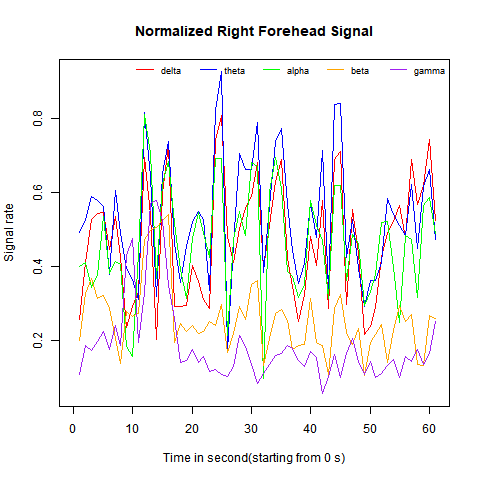 Normalized Right Forehead Signal
delta theta alpha beta gamma
Signal rate
0.8
0.6
0.4
0.2
0 10 20 30 40 50 60
Time in second(starting from 0 s)